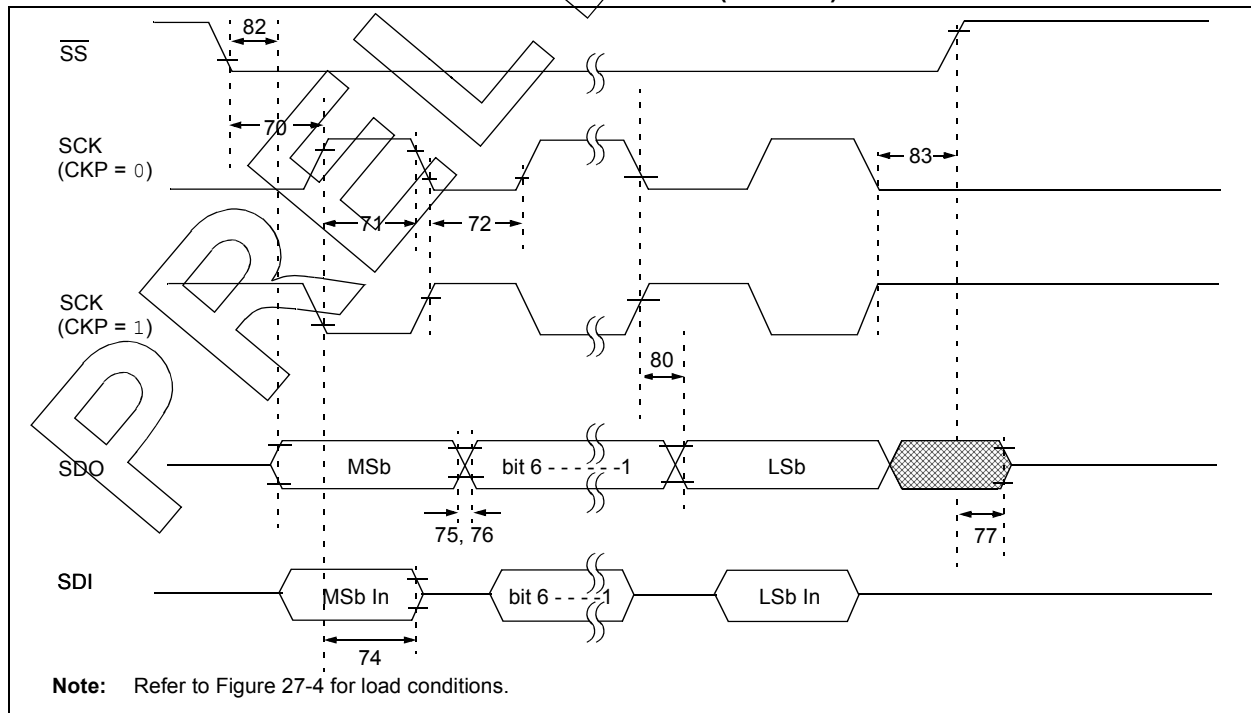 82
SS
70
SCK
(CKP = 0)
83
71
72
SCK
(CKP = 1)
80
SDO
MSb
bit 6 - - - - - -1
LSb
75, 76
77
SDI
MSb In
bit 6 - - - -1
LSb In
74
Note: Refer to Figure 27-4 for load conditions.
PREL